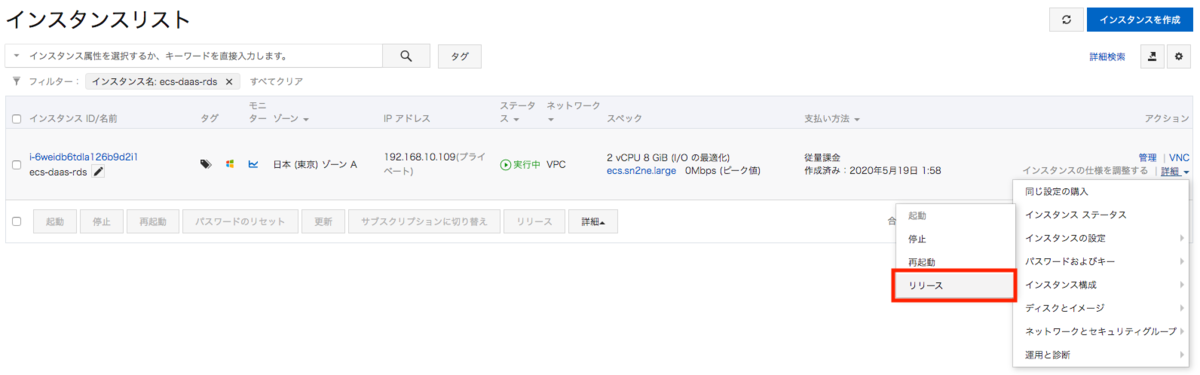 インスタンスリスト
インスタンスを作成
インスタンス属性を選択するか、キーワードを直接入力します。
タグ
詳細検索
フィルター：
インスタンス名: ecs-daas-rds
すべてクリア
インスタンス ID/名前
タグ
モニ
ター
ゾーン
IP アドレス
ステータ
ス
ネットワーク
スペック
支払い方法
アクション
i-6weidb6tdla126b9d2i1
ecs-daas-rds
日本 (東京) ゾーン A
192.168.10.109(プライ
ベート)
実行中
VPC
2 vCPU 8 GiB (I/O の最適化)
ecs.sn2ne.large 0Mbps (ピーク値)
従量課金
作成済み：2020年5月19日 1:58
管理 | VNC
インスタンスの仕様を調整する | 詳細
起動
停止
再起動
パスワードのリセット
更新
サブスクリプションに切り替え
リリース
詳細
合
起動
停止
再起動
リリース
同じ設定の購入
インスタンス ステータス
インスタンスの設定
パスワードおよびキー
インスタンス構成
ディスクとイメージ
ネットワークとセキュリティグループ
運用と診断